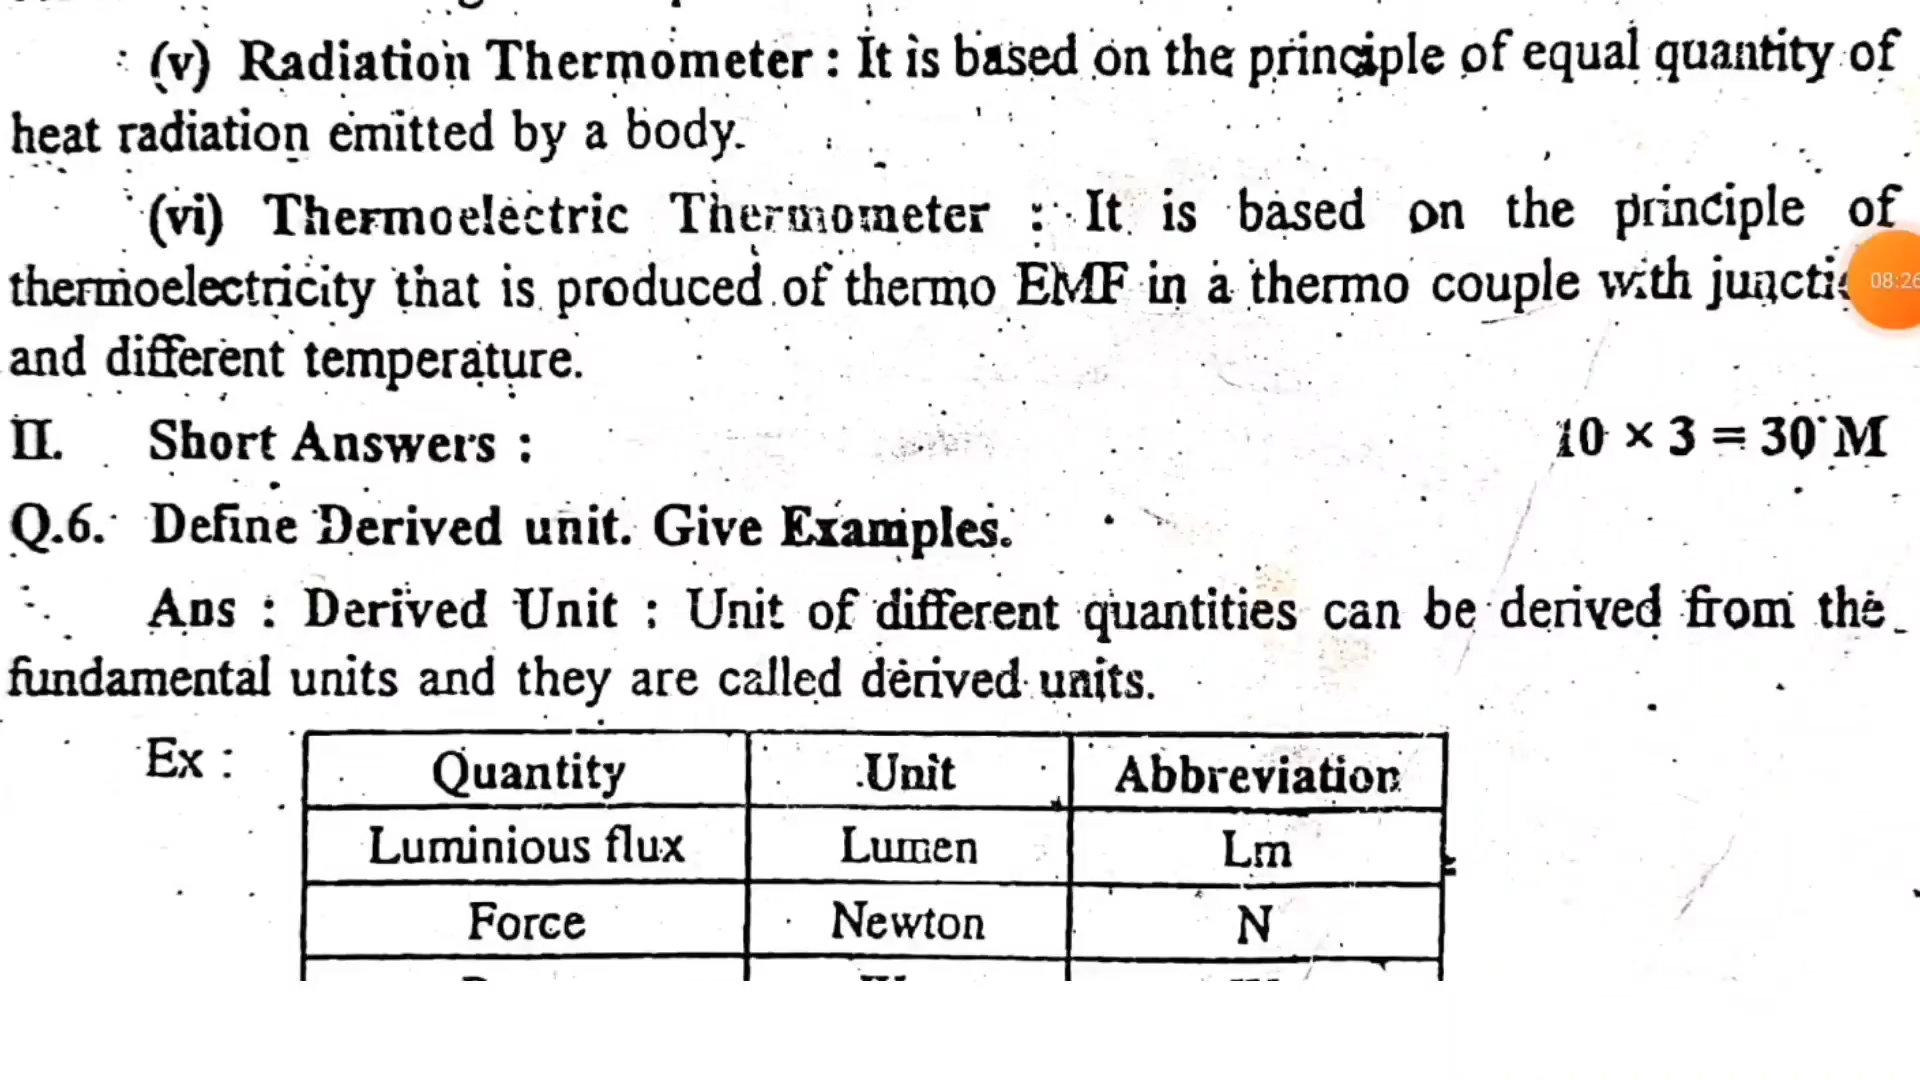 (v) Radiation Thermometer : It is based on the principle of equal quantity of
heat radiation emitted by a body.
(vi) Thermoelectric Thermometer : It is based on the principle of
thermoelectricity that is produced of thermo EMF in a thermo couple with juncti
08:26
and different temperature.
II. Short Answers : 10 × 3 = 30 M
Q.6. Define Derived unit. Give Examples.
Ans : Derived Unit : Unit of different quantities can be derived from the
fundamental units and they are called derived units.
Ex : Quantity Unit Abbreviation
Luminious flux Lumen Lm
Force Newton N